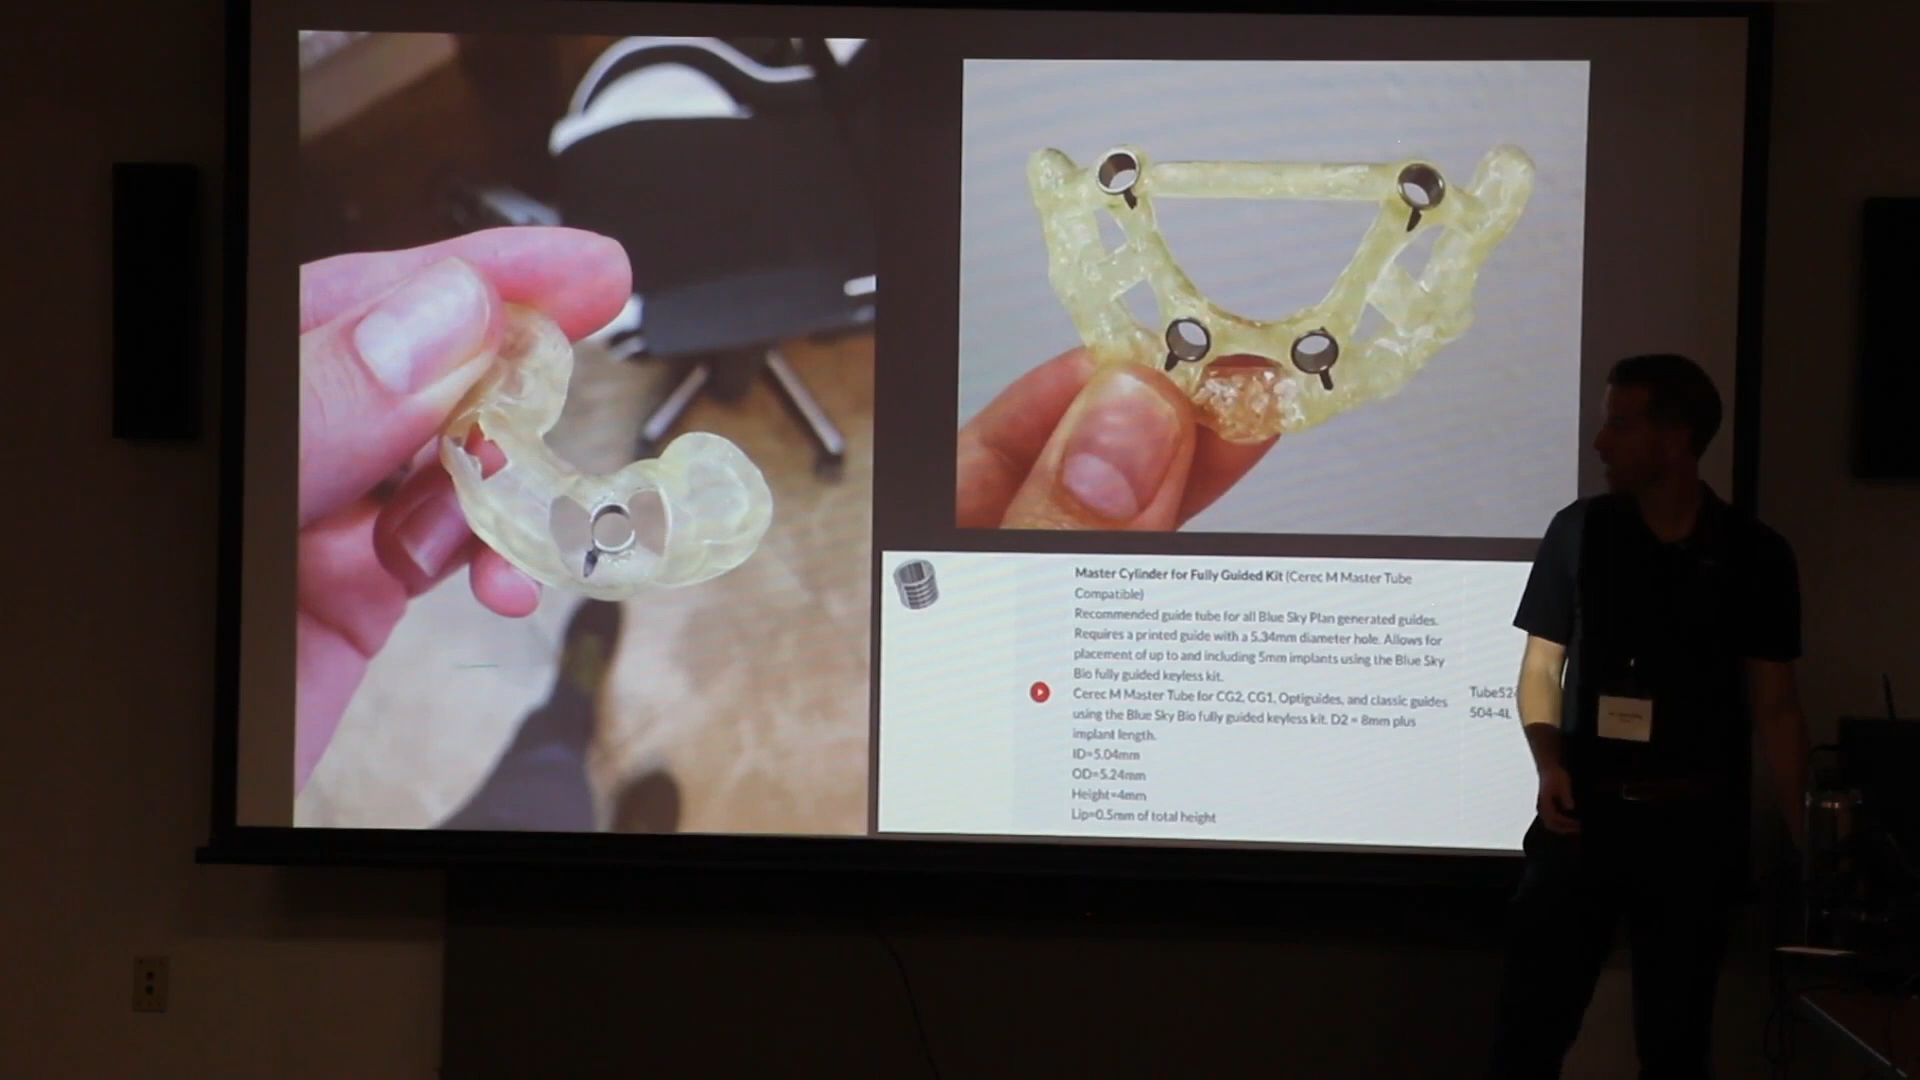 Master Cylinder for Fully Guided Kit (Cerec M Master Tube
Compatible)
Recommended guide tube for all Blue Sky Plan generated guides.
Requires a printed guide with a 5.34mm diameter hole. Allows for
placement of up to and including 5mm implants using the Blue Sky
Bio fully guided keyless kit.
Cerec M Master Tube for CG2, CG1, Optiguides, and classic guides
using the Blue Sky Bio fully guided keyless kit. D2 = 8mm plus
implant length.
ID=5.04mm
OD=5.24mm
Height=4mm
Lip=0.5mm of total height
Tube52
504-4L